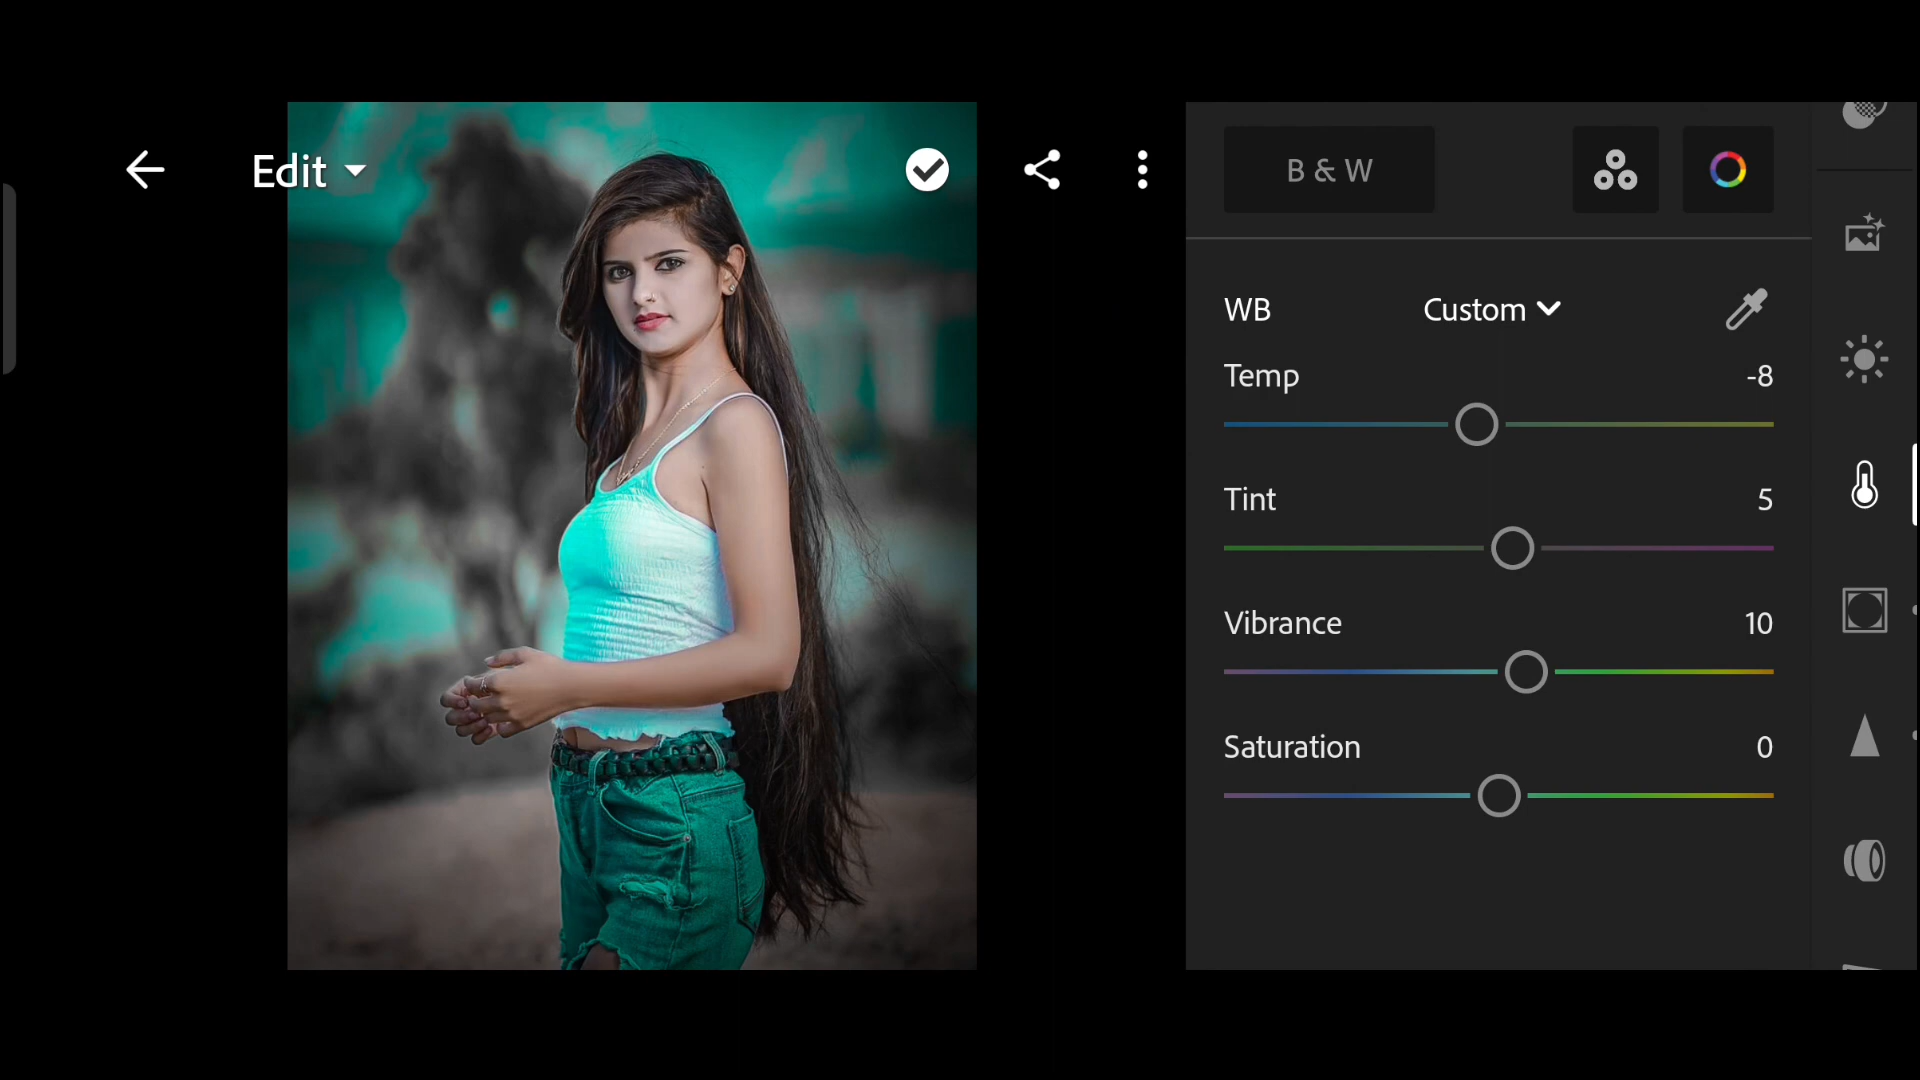 Edit
B & W
WB Custom
Temp -8
Tint 5
Vibrance 10
Saturation 0